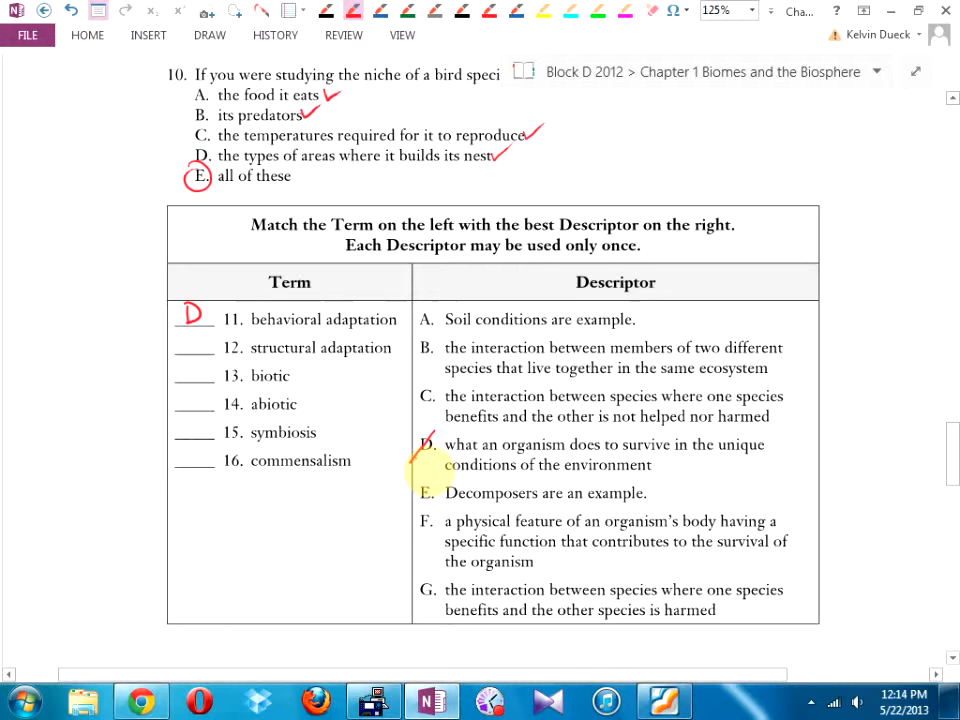 125%
Cha...
?
FILE
HOME
INSERT
DRAW
HISTORY
REVIEW
VIEW
Kelvin Dueck
Block D 2012 > Chapter 1 Biomes and the Biosphere
10. If you were studying the niche of a bird speci
A. the food it eats
B. its predators
C. the temperatures required for it to reproduce
D. the types of areas where it builds its nest
E. all of these
Match the Term on the left with the best Descriptor on the right.
Each Descriptor may be used only once.
Term
Descriptor
D 11. behavioral adaptation
____ 12. structural adaptation
____ 13. biotic
____ 14. abiotic
____ 15. symbiosis
____ 16. commensalism
A. Soil conditions are example.
B. the interaction between members of two different
species that live together in the same ecosystem
C. the interaction between species where one species
benefits and the other is not helped nor harmed
D. what an organism does to survive in the unique
conditions of the environment
E. Decomposers are an example.
F. a physical feature of an organism's body having a
specific function that contributes to the survival of
the organism
G. the interaction between species where one species
benefits and the other species is harmed
12:14 PM
5/22/2013